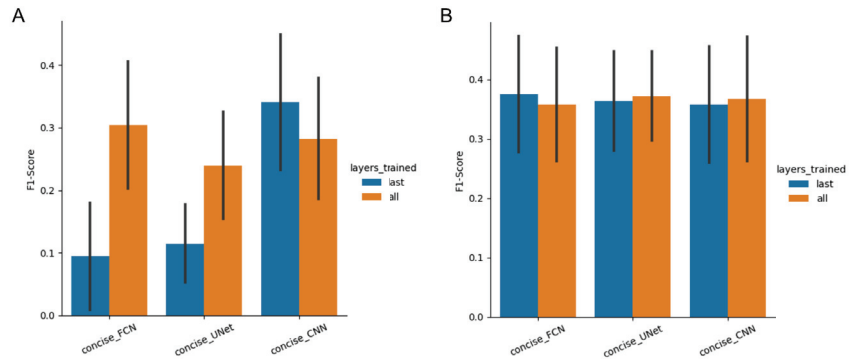 A
F1-Score
0.4
0.3
0.2
0.1
0.0
concise_FCN
concise_UNet
concise_CNN
layers_trained
last
all
B
F1-Score
0.4
0.3
0.2
0.1
0.0
concise_FCN
concise_UNet
concise_CNN
layers_trained
last
all